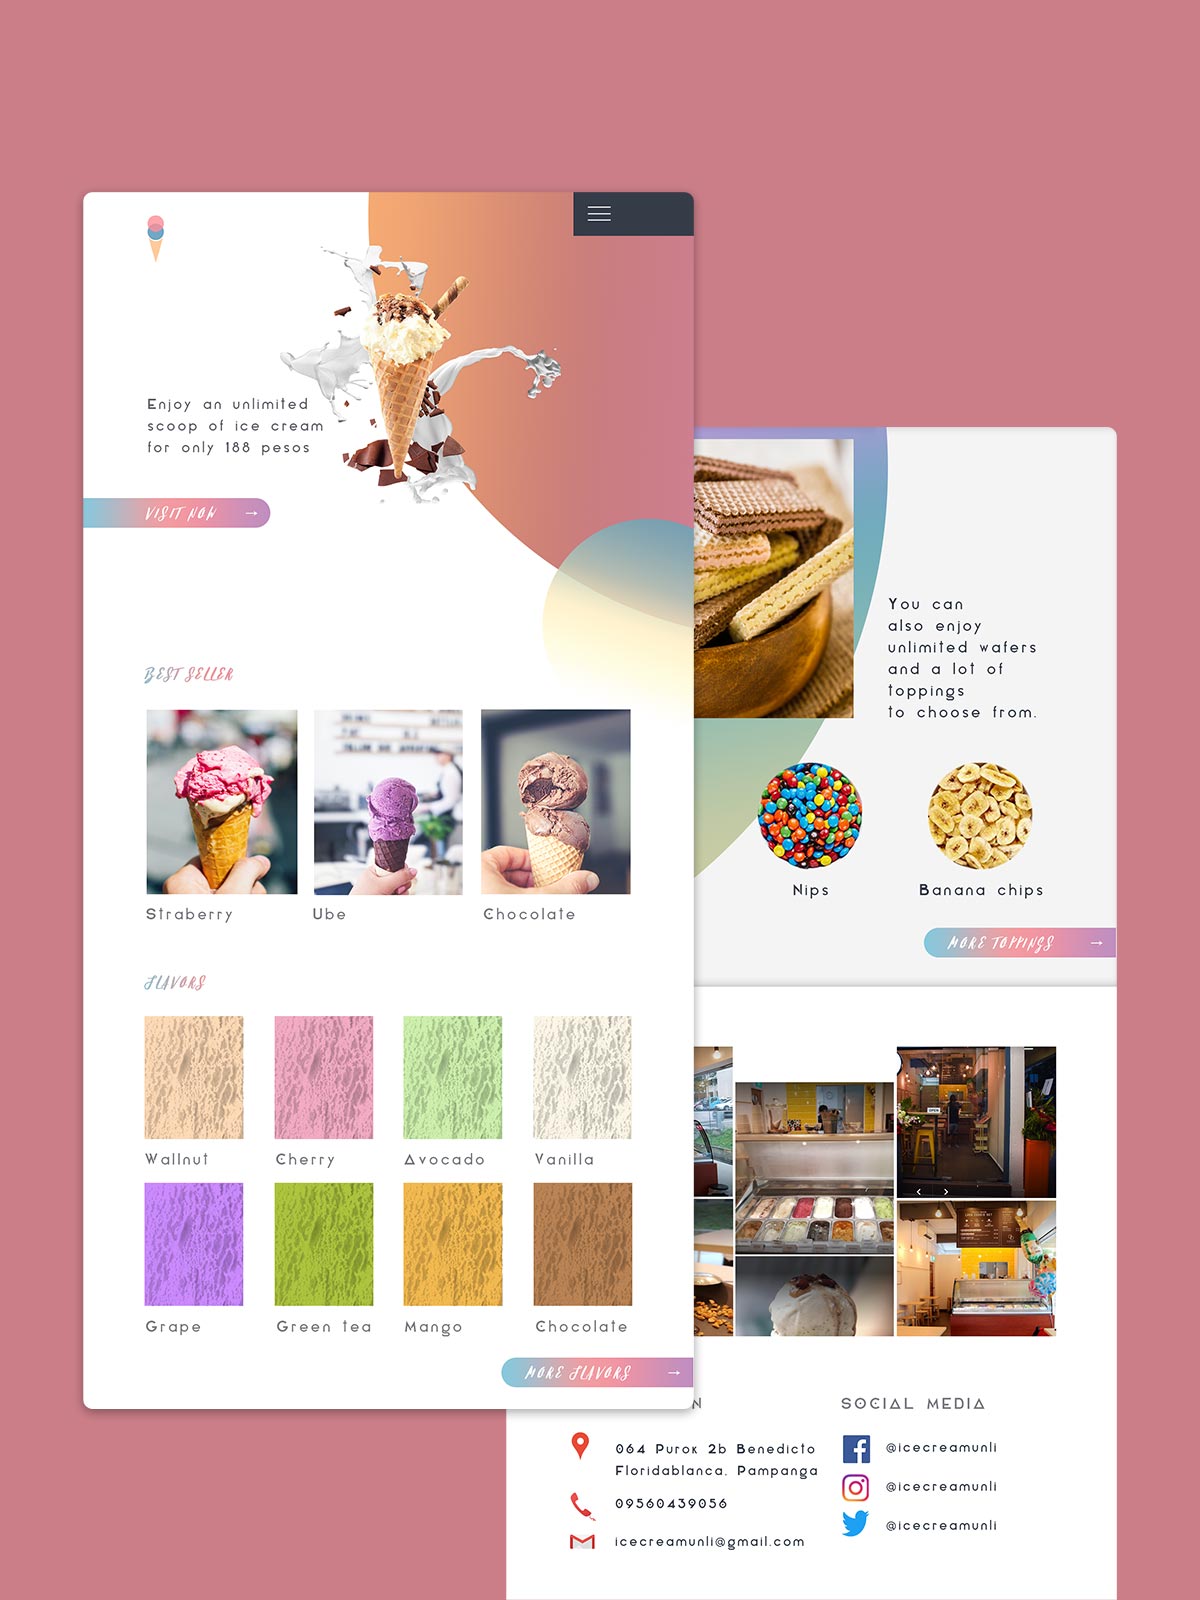 Enjoy an unlimited
scoop of ice cream
for only 188 pesos
VISIT NOW →
BEST SELLER
Straberry
Ube
Chocolate
FLAVORS
Wallnut
Cherry
Avocado
Vanilla
Grape
Green tea
Mango
Chocolate
MORE FLAVORS →
You can
also enjoy
unlimited wafers
and a lot of
toppings
to choose from.
Nips
Banana chips
MORE TOPPINGS →
OPEN
N
064 Purok 2b Benedicto
Floridablanca, Pampanga
09560439056
icecreamunli@gmail.com
SOCIAL MEDIA
@icecreamunli
@icecreamunli
@icecreamunli